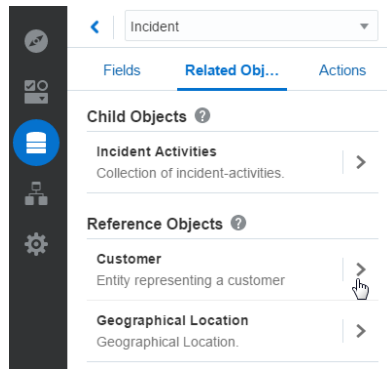 Incident
Fields Related Obj... Actions
Child Objects ?
Incident Activities
Collection of incident-activities.
Reference Objects ?
Customer
Entity representing a customer
Geographical Location
Geographical Location.